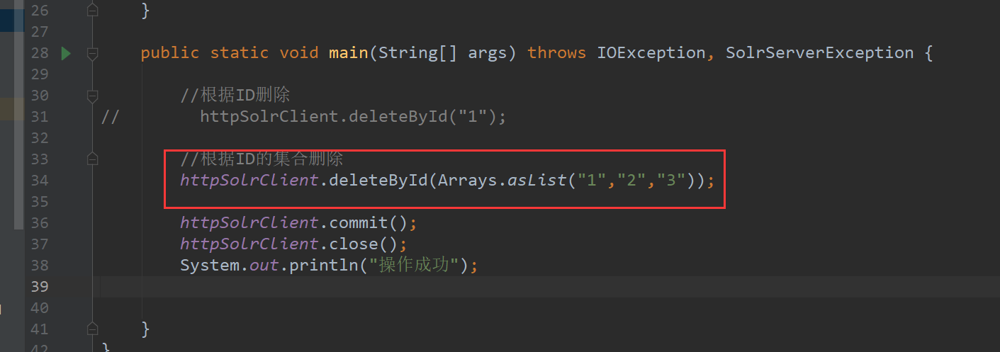 26 }
27
28 public static void main(String[] args) throws IOException, SolrServerException {
29
30 //根据ID删除
31 // httpSolrClient.deleteById("1");
32
33 //根据ID的集合删除
34 httpSolrClient.deleteById(Arrays.asList("1","2","3"));
35
36 httpSolrClient.commit();
37 httpSolrClient.close();
38 System.out.println("操作成功");
39
40
41 }
42 }